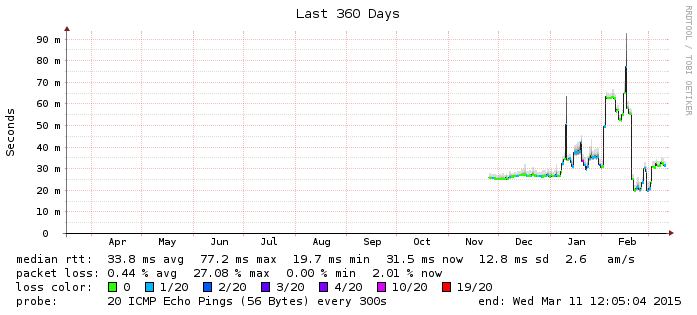 Last 360 Days
RRDTOOL / TOBI OETIKER
Seconds
90 m
80 m
70 m
60 m
50 m
40 m
30 m
20 m
10 m
0
Apr May Jun Jul Aug Sep Oct Nov Dec Jan Feb
median rtt: 33.8 ms avg 77.2 ms max 19.7 ms min 31.5 ms now 12.8 ms sd 2.6 am/s
packet loss: 0.44 % avg 27.08 % max 0.00 % min 2.01 % now
loss color: 0 1/20 2/20 3/20 4/20 10/20 19/20
probe: 20 ICMP Echo Pings (56 Bytes) every 300s end: Wed Mar 11 12:05:04 2015